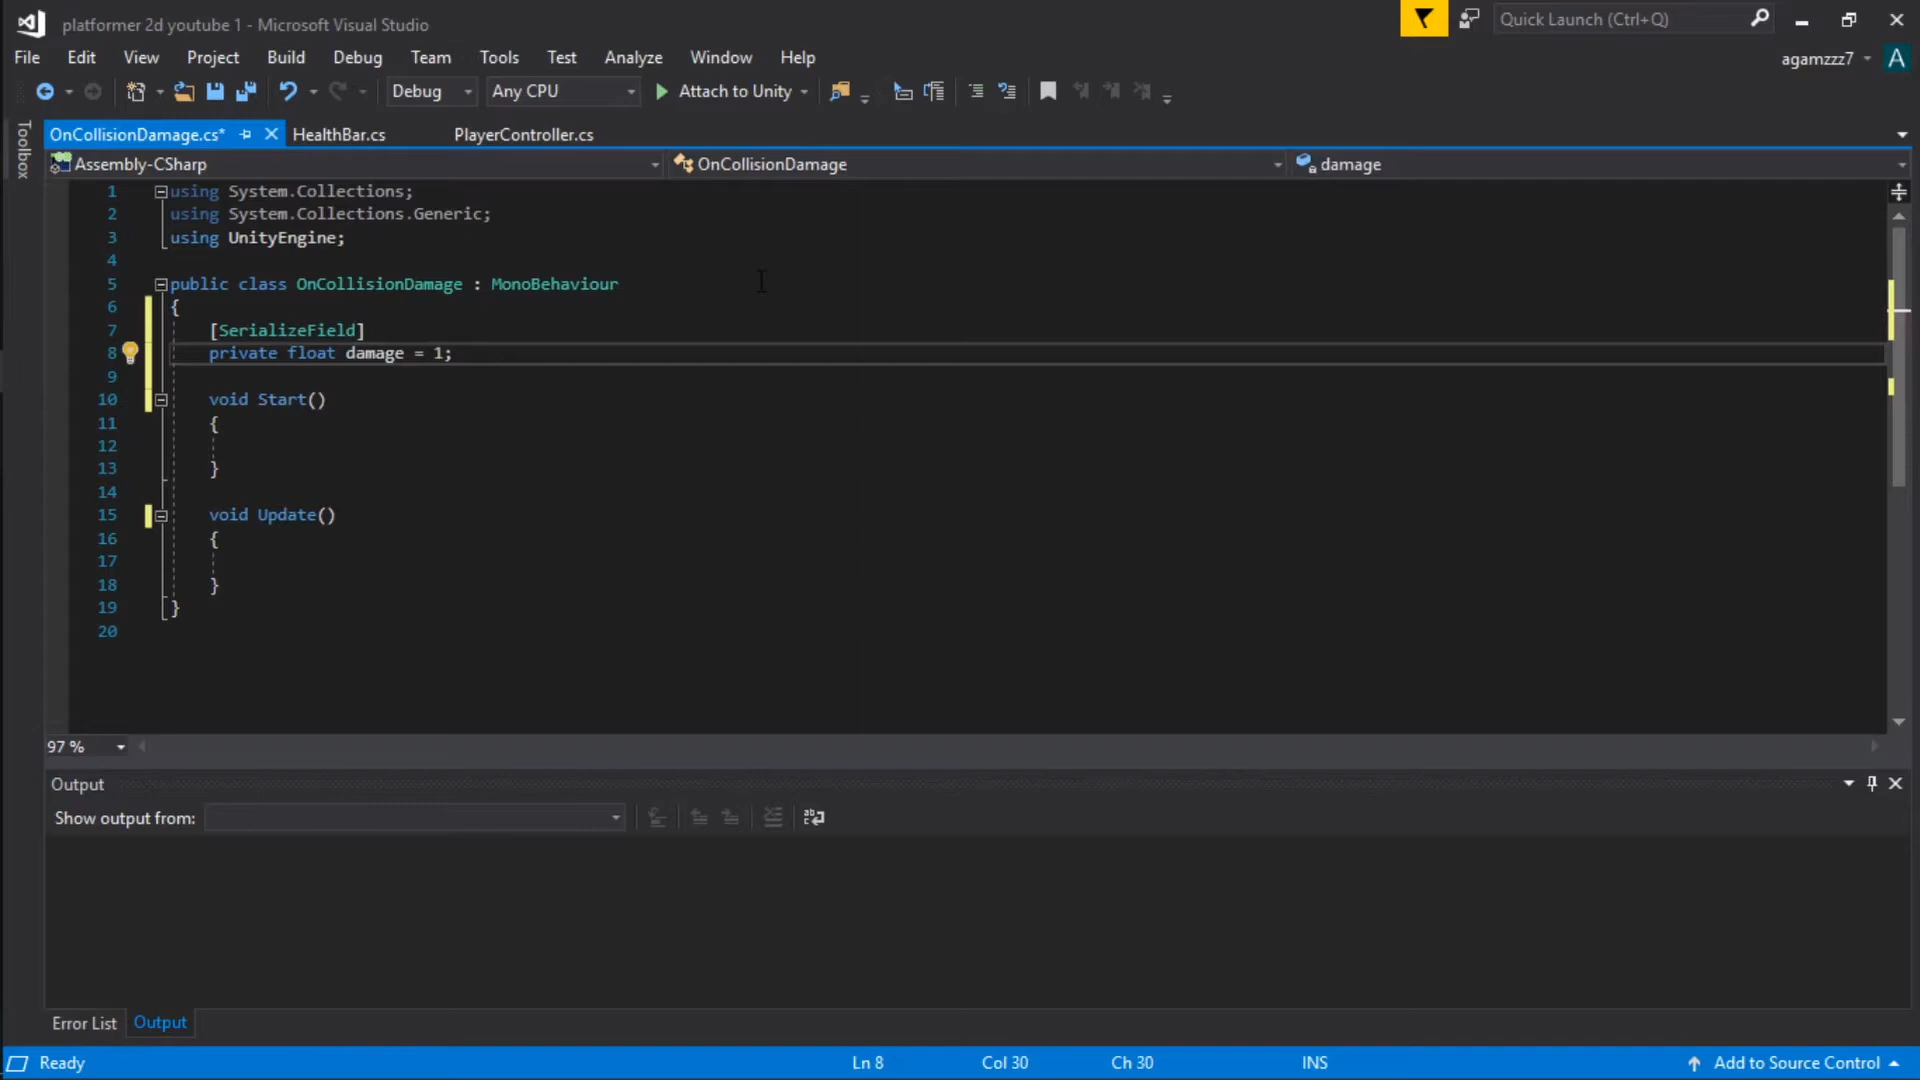 platformer 2d youtube 1 - Microsoft Visual Studio
Quick Launch (Ctrl+Q)
File Edit View Project Build Debug Team Tools Test Analyze Window Help
agamzzz7 A
Debug Any CPU Attach to Unity
Toolbox
OnCollisionDamage.cs* HealthBar.cs PlayerController.cs
Assembly-CSharp OnCollisionDamage damage
1 using System.Collections;
2 using System.Collections.Generic;
3 using UnityEngine;
4
5 public class OnCollisionDamage : MonoBehaviour
6 {
7 [SerializeField]
8 private float damage = 1;
9
10 void Start()
11 {
12
13 }
14
15 void Update()
16 {
17
18 }
19 }
20
97 %
Output
Show output from:
Error List Output
Ready Ln 8 Col 30 Ch 30 INS Add to Source Control